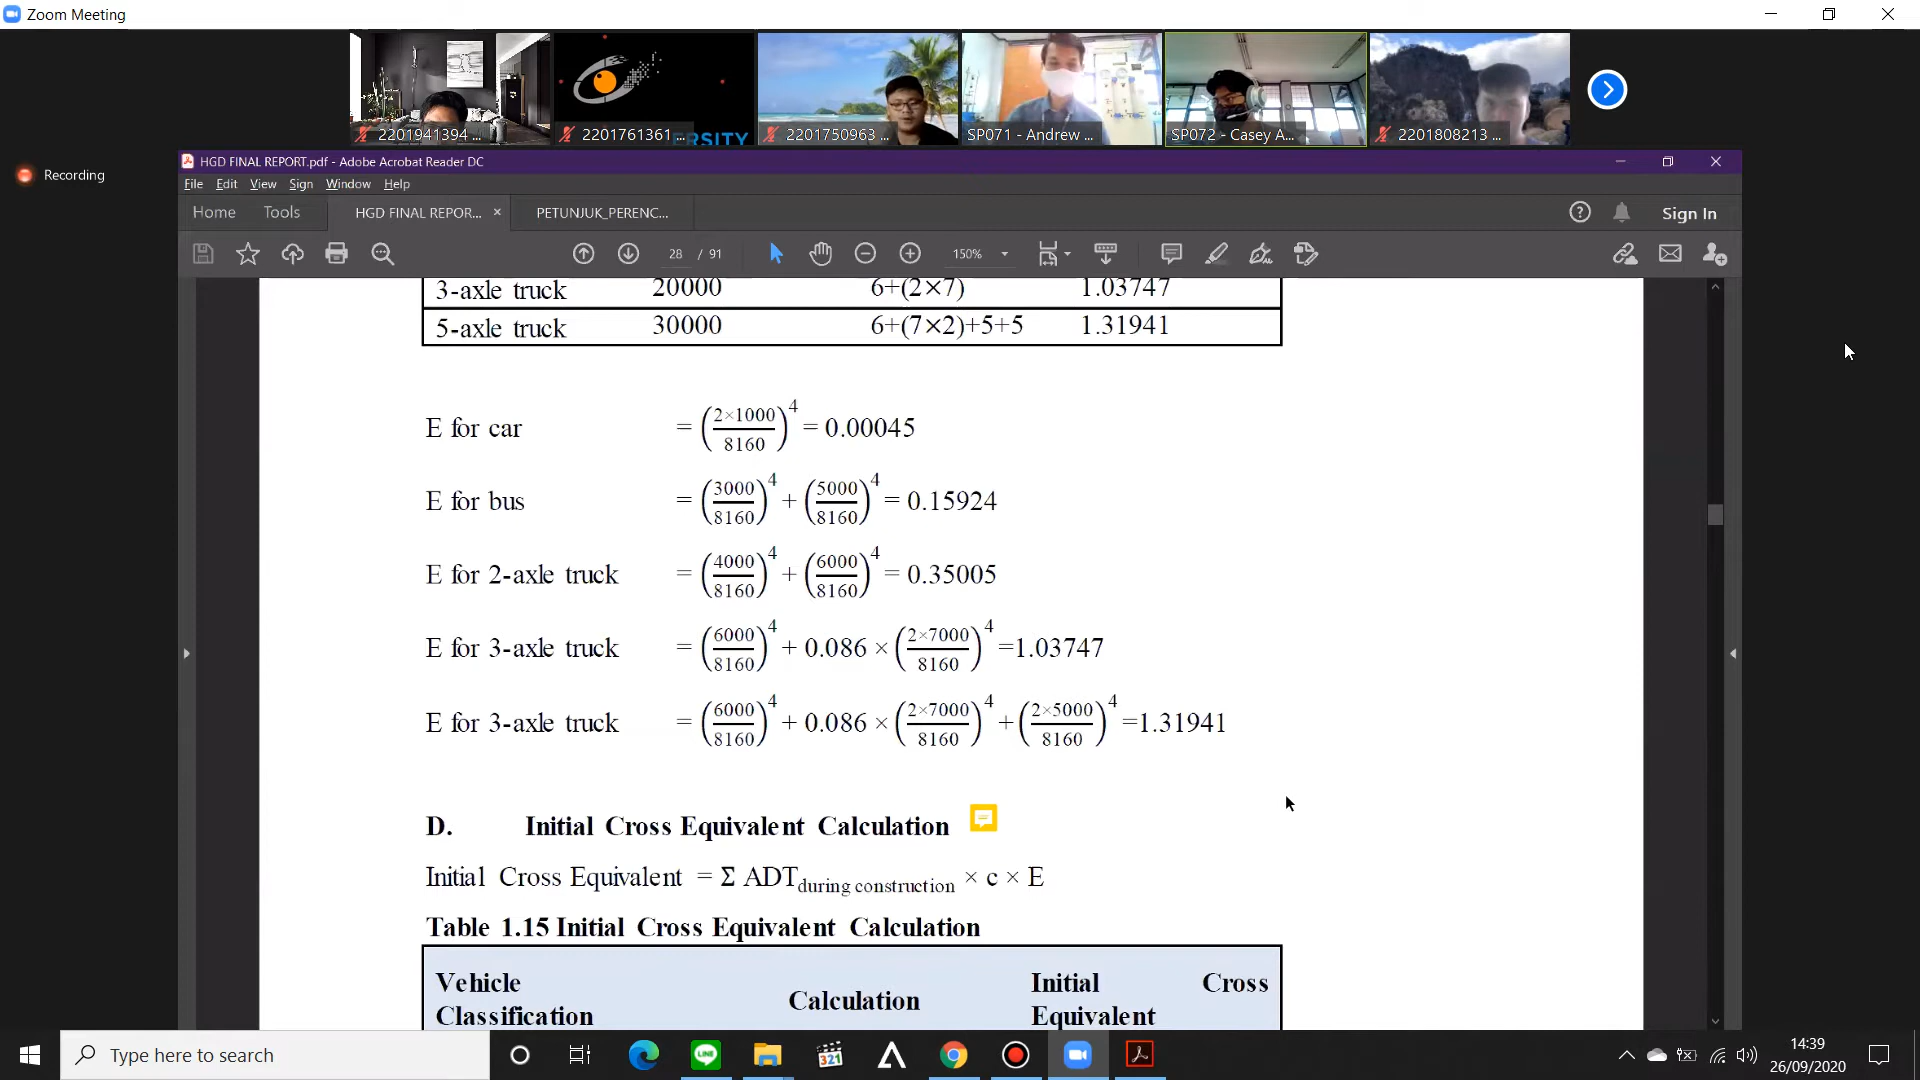 Zoom Meeting
2201941394 ...
2201761361 ...
RSITY
2201750963 ...
SP071 - Andrew ...
SP072 - Casey A...
2201808213 ...
Recording
HGD FINAL REPORT.pdf - Adobe Acrobat Reader DC
File Edit View Sign Window Help
Home Tools HGD FINAL REPOR... × PETUNJUK_PERENC... Sign In
28 / 91 150%
3-axle truck 20000 6+(2×7) 1.03747
5-axle truck 30000 6+(7×2)+5+5 1.31941
E for car = (2×1000/8160)^4 = 0.00045
E for bus = (3000/8160)^4 + (5000/8160)^4 = 0.15924
E for 2-axle truck = (4000/8160)^4 + (6000/8160)^4 = 0.35005
E for 3-axle truck = (6000/8160)^4 + 0.086 × (2×7000/8160)^4 =1.03747
E for 3-axle truck = (6000/8160)^4 + 0.086 × (2×7000/8160)^4 + (2×5000/8160)^4 =1.31941
D. Initial Cross Equivalent Calculation
Initial Cross Equivalent = Σ ADT during construction × c × E
Table 1.15 Initial Cross Equivalent Calculation
Vehicle Classification
Calculation
Initial Cross Equivalent
Type here to search
321
14:39
26/09/2020